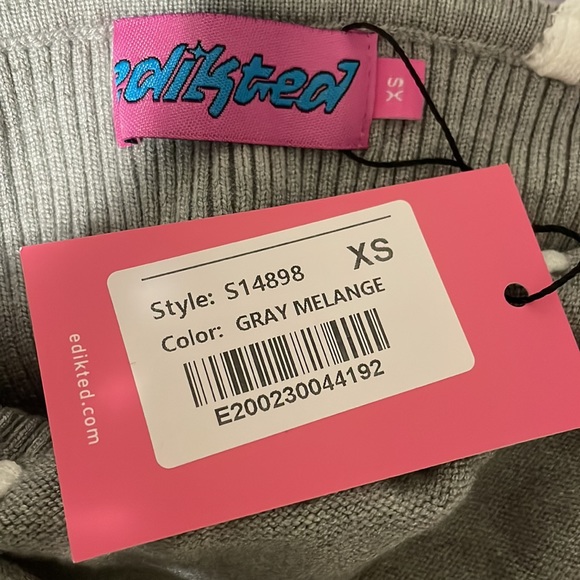 edikted
XS
XS
Style: S14898
Color: GRAY MELANGE
E200230044192
edikted.com